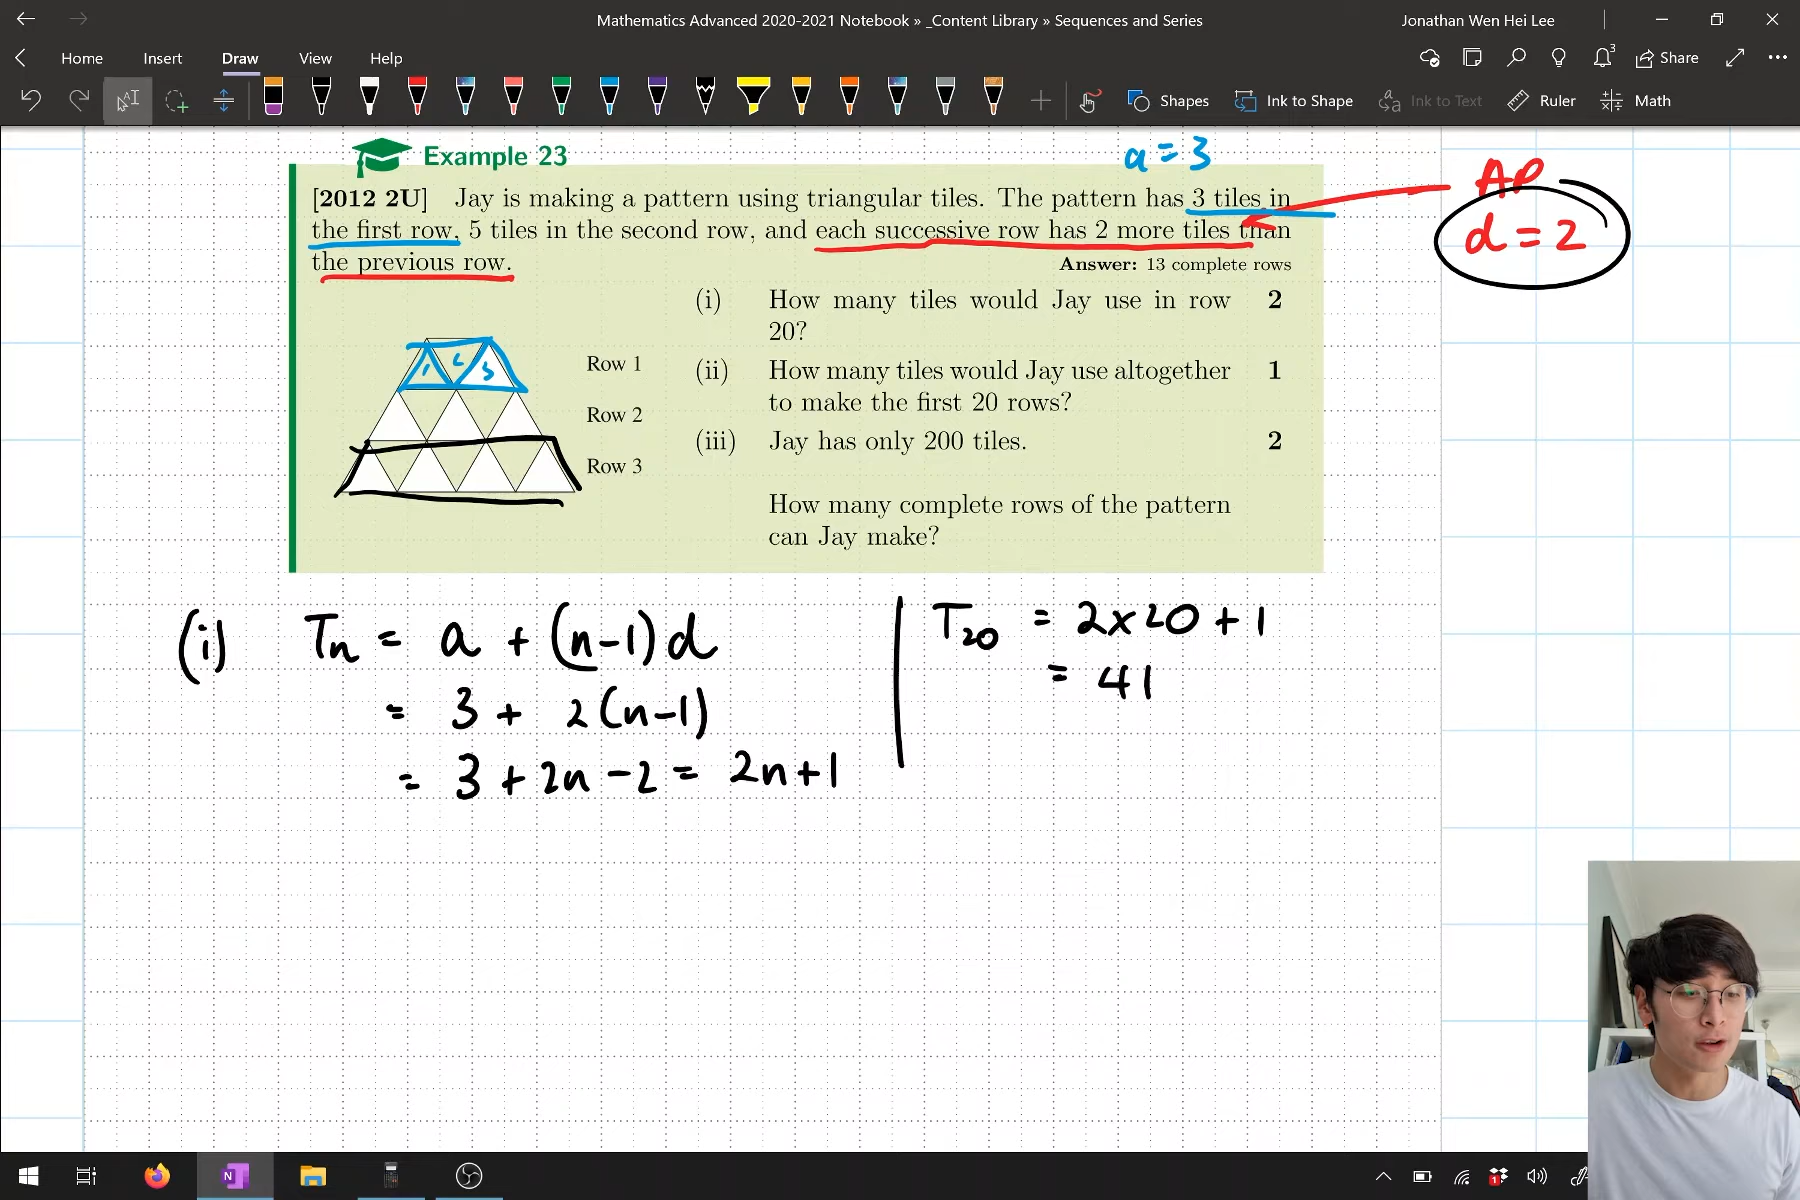 Mathematics Advanced 2020-2021 Notebook » _Content Library » Sequences and Series
Jonathan Wen Hei Lee
Home Insert Draw View Help
3
Share
Shapes Ink to Shape Ink to Text Ruler Math
Example 23
a = 3
AP
d = 2
[2012 2U] Jay is making a pattern using triangular tiles. The pattern has 3 tiles in
the first row, 5 tiles in the second row, and each successive row has 2 more tiles than
the previous row.
Answer: 13 complete rows
(i) How many tiles would Jay use in row 2
20?
(ii) How many tiles would Jay use altogether 1
to make the first 20 rows?
(iii) Jay has only 200 tiles. 2
How many complete rows of the pattern
can Jay make?
1 2 3
Row 1
Row 2
Row 3
(i) Tn = a + (n-1)d
= 3 + 2(n-1)
= 3 + 2n - 2 = 2n+1
T20 = 2x20 + 1
= 41
N
1